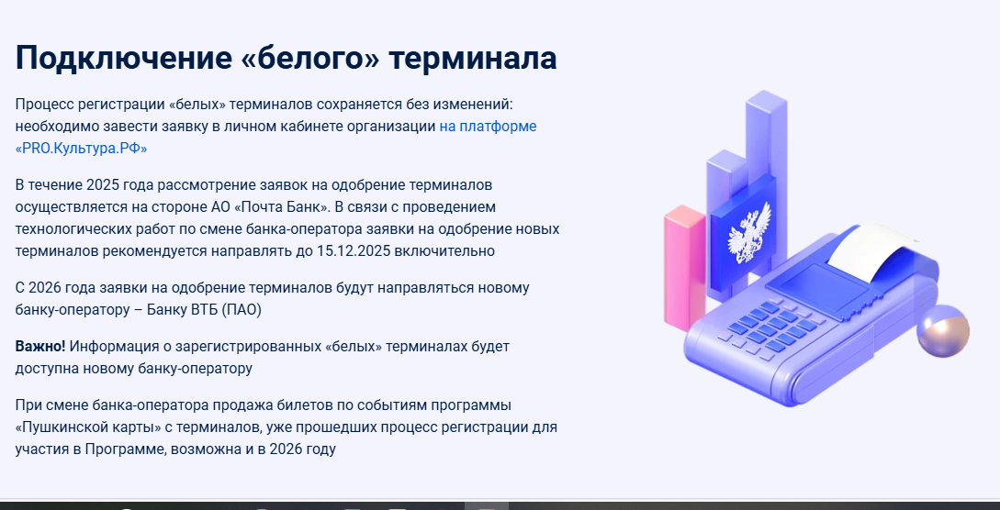 Подключение «белого» терминала
Процесс регистрации «белых» терминалов сохраняется без изменений:
необходимо завести заявку в личном кабинете организации на платформе
«PRO.Культура.РФ»
В течение 2025 года рассмотрение заявок на одобрение терминалов
осуществляется на стороне АО «Почта Банк». В связи с проведением
технологических работ по смене банка-оператора заявки на одобрение новых
терминалов рекомендуется направлять до 15.12.2025 включительно
С 2026 года заявки на одобрение терминалов будут направляться новому
банку-оператору – Банку ВТБ (ПАО)
Важно! Информация о зарегистрированных «белых» терминалах будет
доступна новому банку-оператору
При смене банка-оператора продажа билетов по событиям программы
«Пушкинской карты» с терминалов, уже прошедших процесс регистрации для
участия в Программе, возможна и в 2026 году